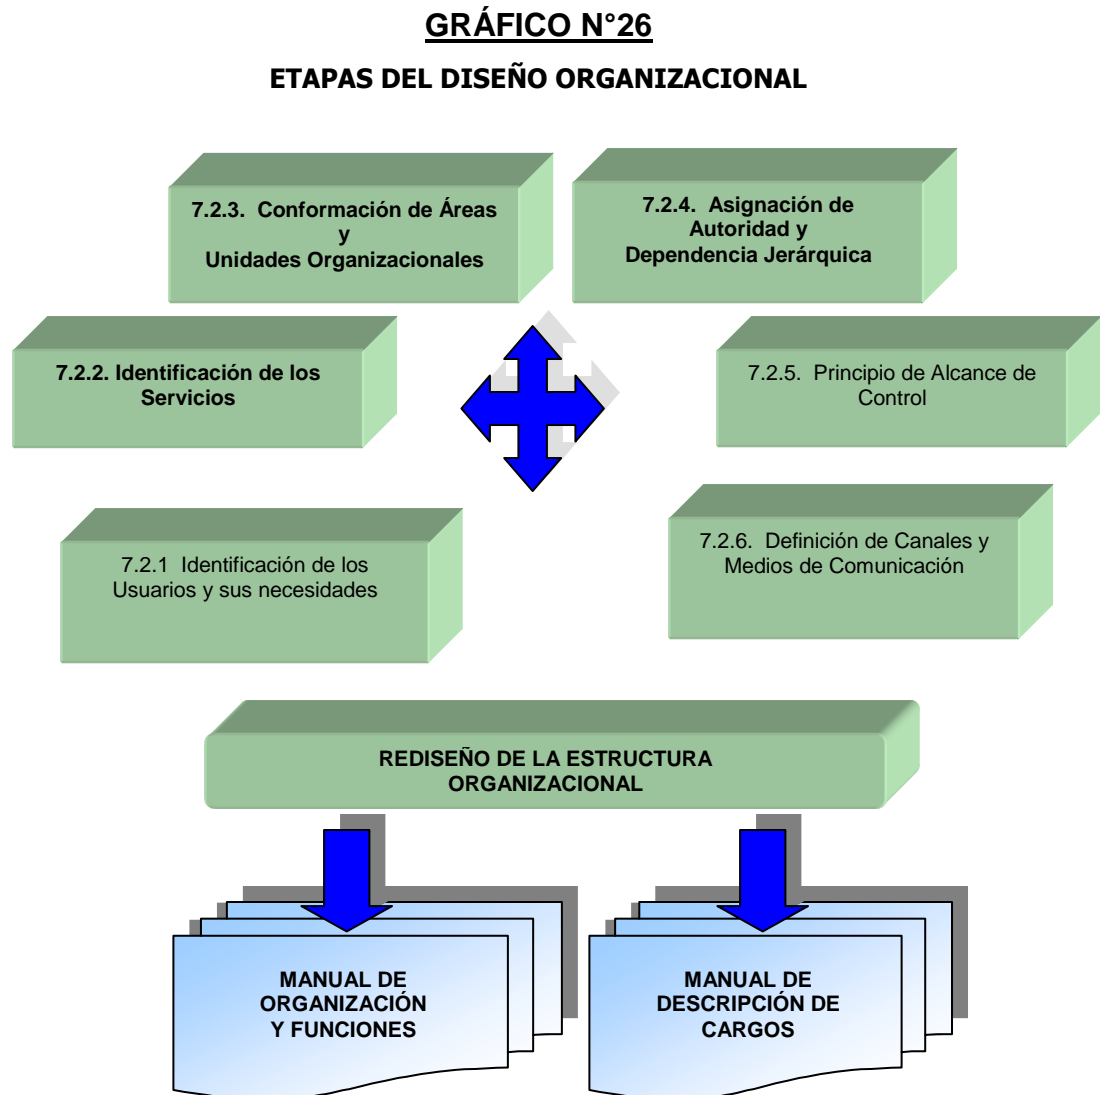 GRÁFICO N°26
ETAPAS DEL DISEÑO ORGANIZACIONAL
7.2.3. Conformación de Áreas
y
Unidades Organizacionales
7.2.4. Asignación de
Autoridad y
Dependencia Jerárquica
7.2.2. Identificación de los
Servicios
7.2.5. Principio de Alcance de
Control
7.2.1 Identificación de los
Usuarios y sus necesidades
7.2.6. Definición de Canales y
Medios de Comunicación
REDISEÑO DE LA ESTRUCTURA
ORGANIZACIONAL
MANUAL DE
ORGANIZACIÓN
Y FUNCIONES
MANUAL DE
DESCRIPCIÓN DE
CARGOS